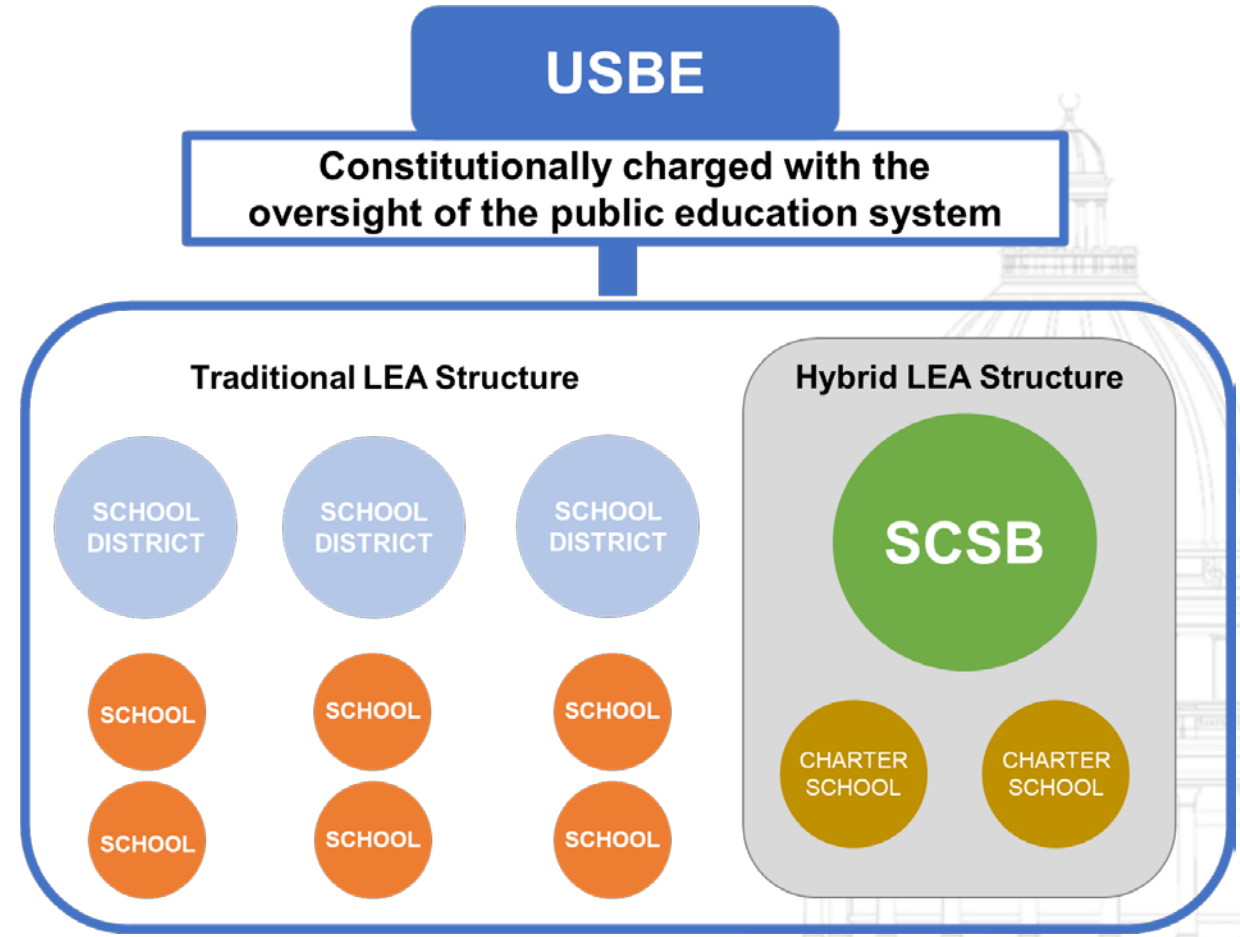 USBE
Constitutionally charged with the
oversight of the public education system
Traditional LEA Structure
Hybrid LEA Structure
SCHOOL
DISTRICT
SCHOOL
DISTRICT
SCHOOL
DISTRICT
SCSB
SCHOOL
SCHOOL
SCHOOL
CHARTER
SCHOOL
CHARTER
SCHOOL
SCHOOL
SCHOOL
SCHOOL